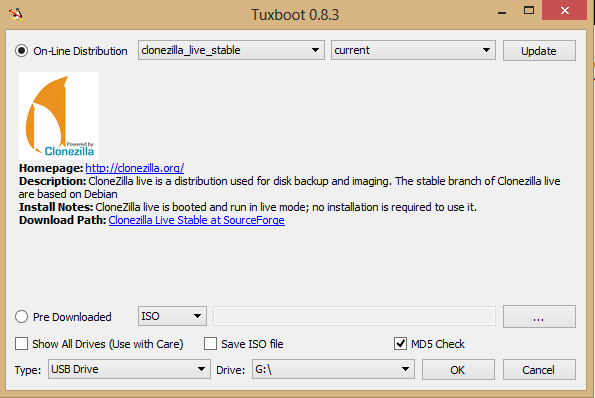 Tuxboot 0.8.3
On-Line Distribution clonezilla_live_stable current Update
Powered by
Clonezilla
Homepage: http://clonezilla.org/
Description: CloneZilla live is a distribution used for disk backup and imaging. The stable branch of Clonezilla live
are based on Debian
Install Notes: CloneZilla live is booted and run in live mode; no installation is required to use it.
Download Path: Clonezilla Live Stable at SourceForge
Pre Downloaded ISO ...
Show All Drives (Use with Care) Save ISO file MD5 Check
Type: USB Drive Drive: G:\ OK Cancel